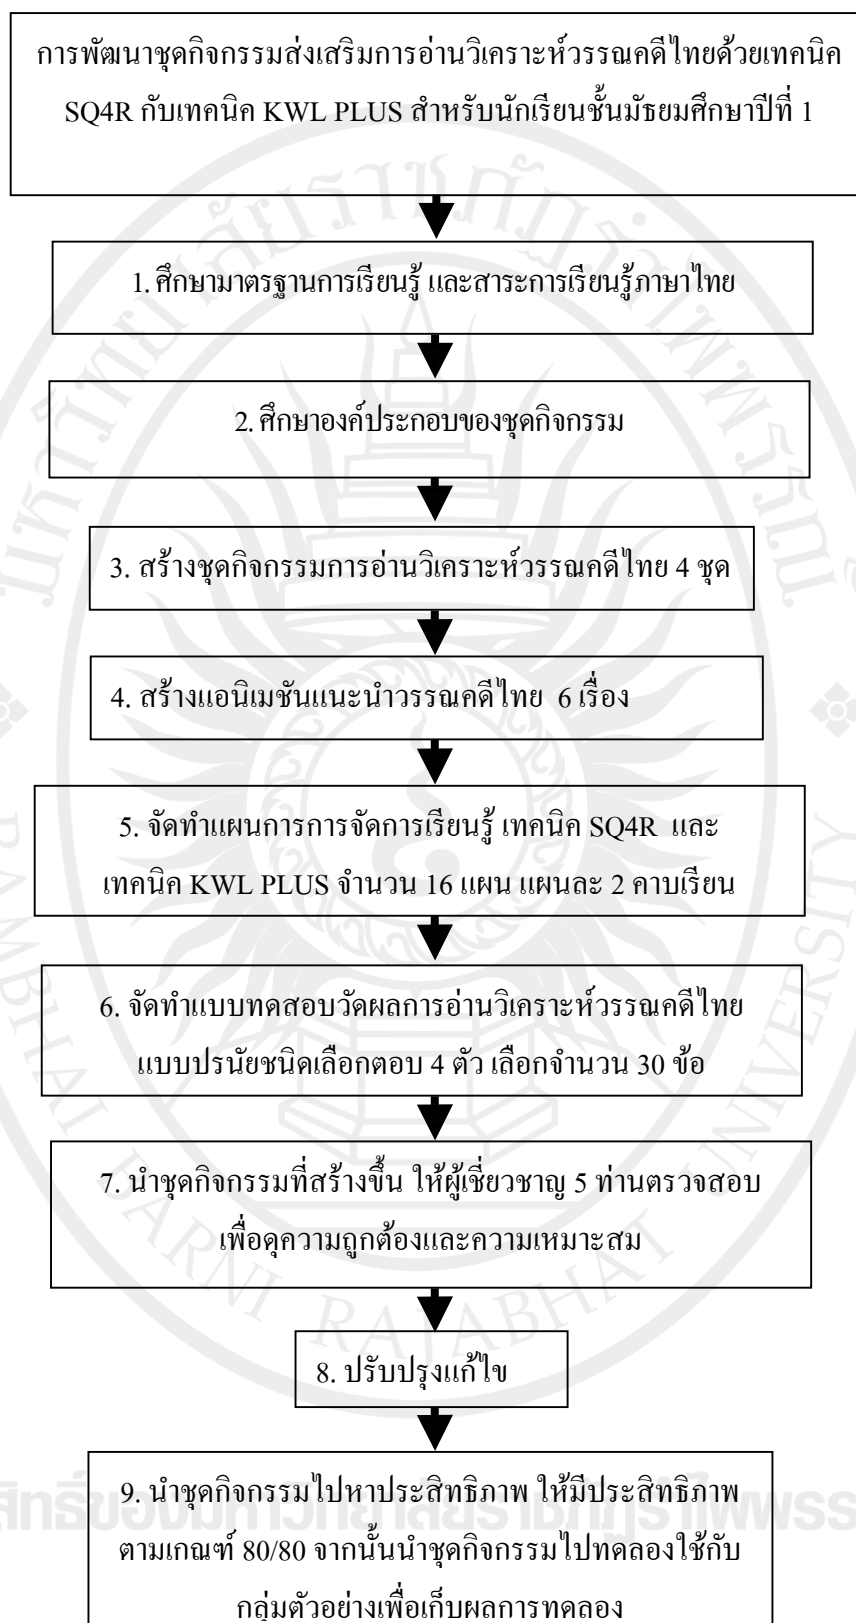 การพัฒนาชุดกิจกรรมส่งเสริมการอ่านวิเคราะห์วรรณคดีไทยด้วยเทคนิค
SQ4R กับเทคนิค KWL PLUS สำหรับนักเรียนชั้นมัธยมศึกษาปีที่ 1
1. ศึกษามาตรฐานการเรียนรู้ และสาระการเรียนรู้ภาษาไทย
2. ศึกษาองค์ประกอบของชุดกิจกรรม
3. สร้างชุดกิจกรรมการอ่านวิเคราะห์วรรณคดีไทย 4 ชุด
4. สร้างแอนิเมชันแนะนำวรรณคดีไทย 6 เรื่อง
5. จัดทำแผนการการจัดการเรียนรู้ เทคนิค SQ4R และ
เทคนิค KWL PLUS จำนวน 16 แผน แผนละ 2 คาบเรียน
6. จัดทำแบบทดสอบวัดผลการอ่านวิเคราะห์วรรณคดีไทย
แบบปรนัยชนิดเลือกตอบ 4 ตัว เลือกจำนวน 30 ข้อ
7. นำชุดกิจกรรมที่สร้างขึ้น ให้ผู้เชี่ยวชาญ 5 ท่านตรวจสอบ
เพื่อดุความถูกต้องและความเหมาะสม
8. ปรับปรุงแก้ไข
9. นำชุดกิจกรรมไปหาประสิทธิภาพ ให้มีประสิทธิภาพ
ตามเกณฑ์ 80/80 จากนั้นนำชุดกิจกรรมไปทดลองใช้กับ
กลุ่มตัวอย่างเพื่อเก็บผลการทดลอง